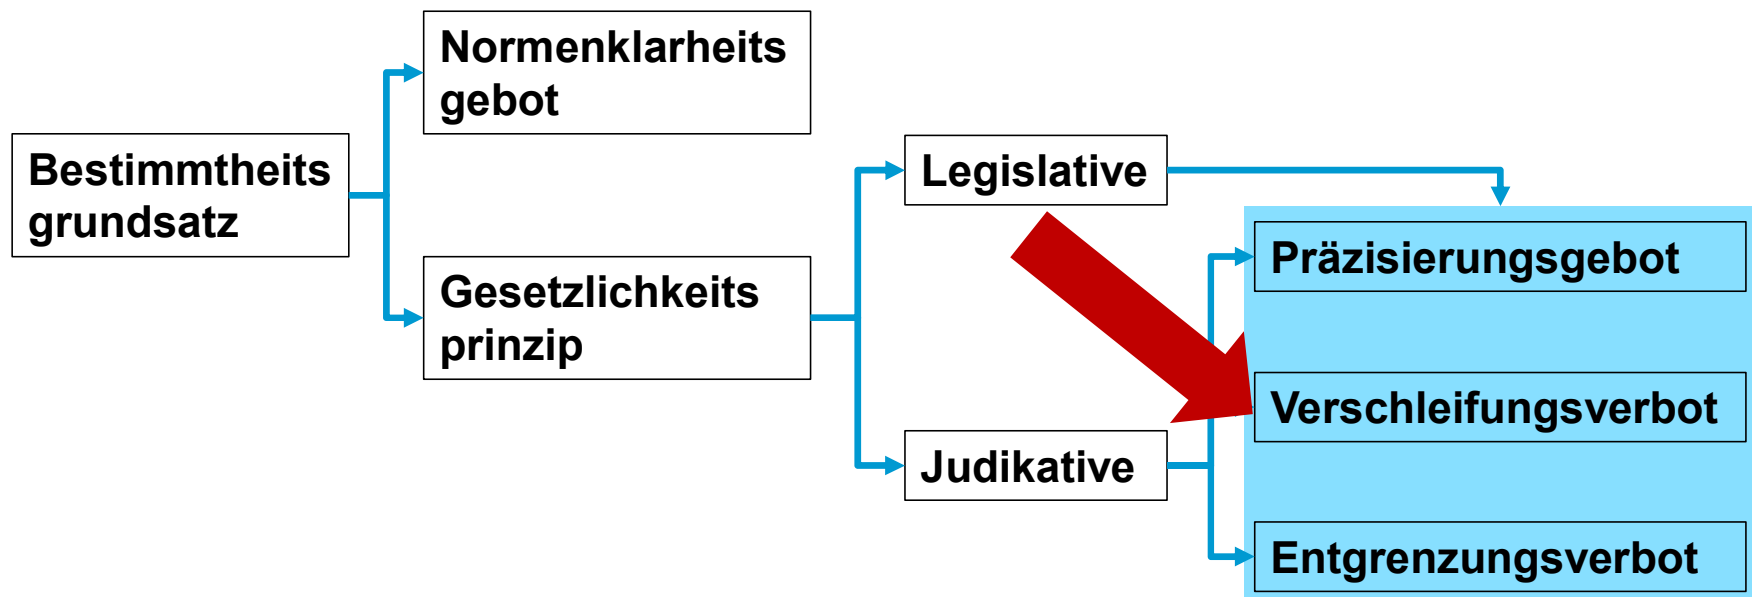 Normenklarheits
gebot
Bestimmtheits
grundsatz
Gesetzlichkeits
prinzip
Legislative
Judikative
Präzisierungsgebot
Verschleifungsverbot
Entgrenzungsverbot